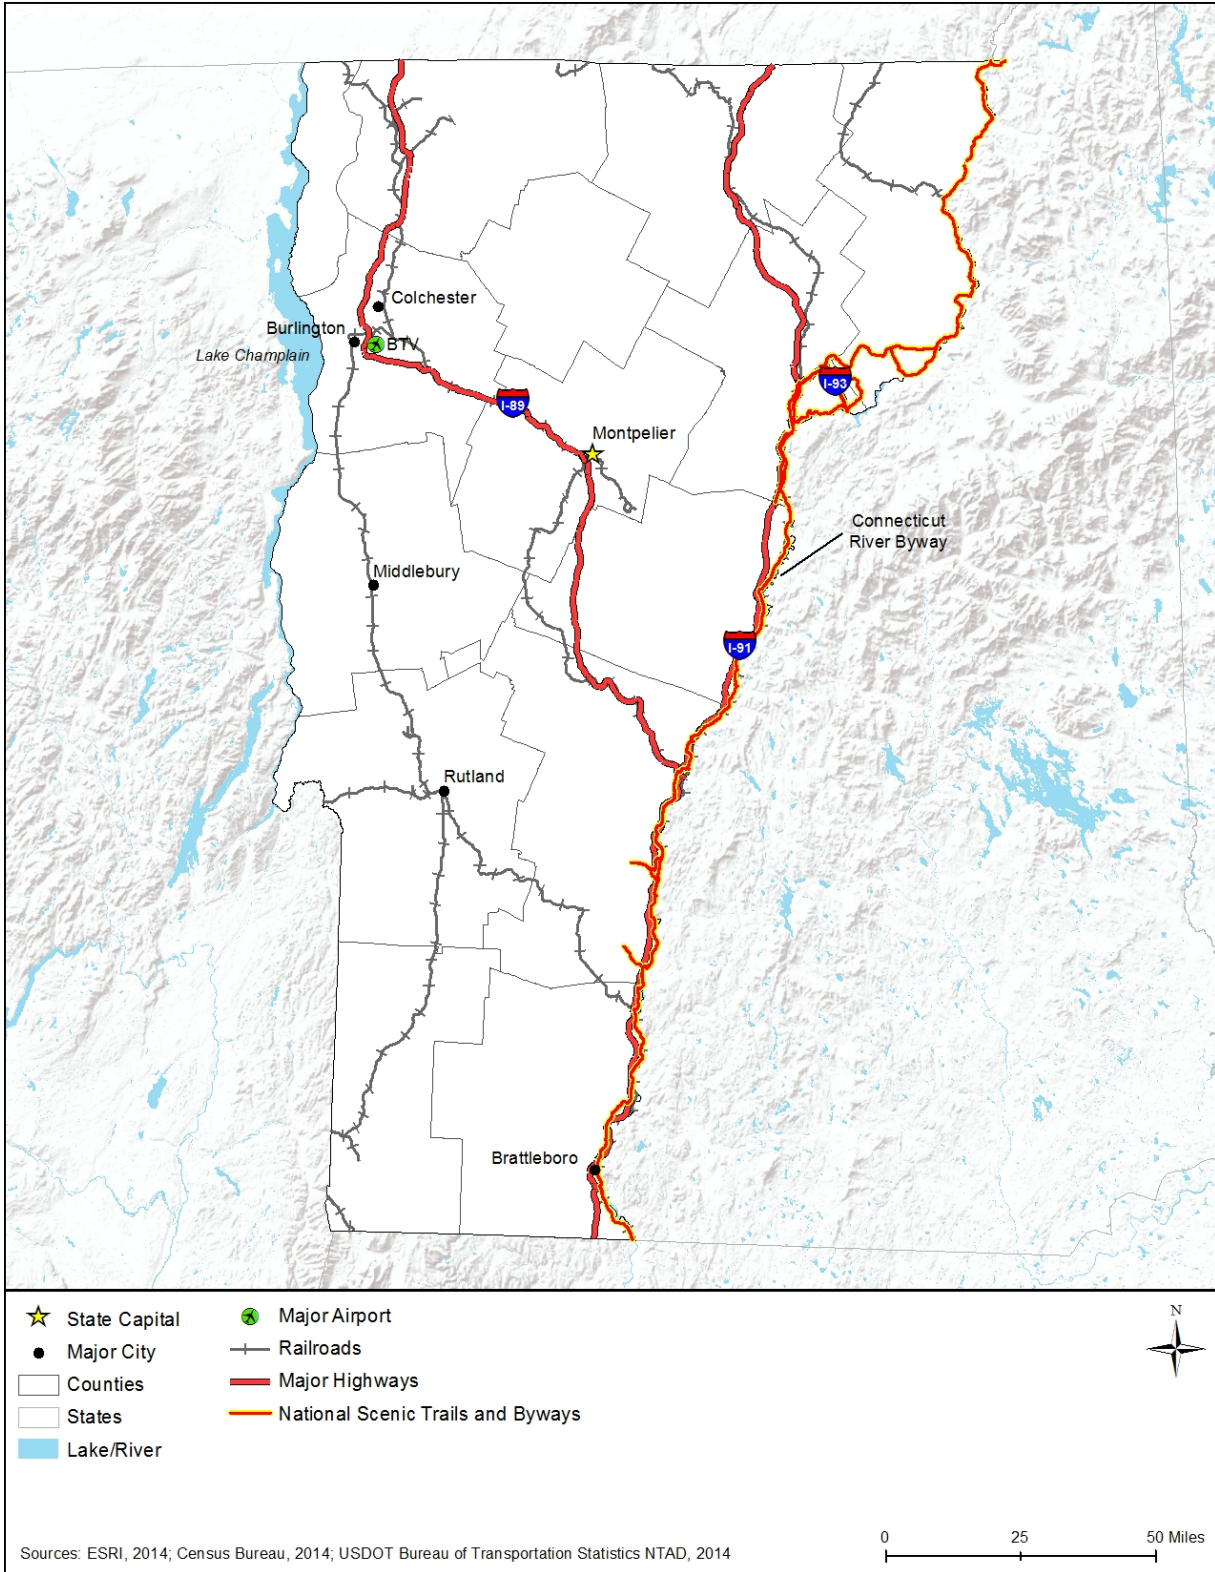 Colchester
Burlington
BTV
Lake Champlain
I-93
I-89
Montpelier
Connecticut
River Byway
Middlebury
I-91
Rutland
Brattleboro
State Capital
Major City
Counties
States
Lake/River
Major Airport
Railroads
Major Highways
National Scenic Trails and Byways
N
0 25 50 Miles
Sources: ESRI, 2014; Census Bureau, 2014; USDOT Bureau of Transportation Statistics NTAD, 2014